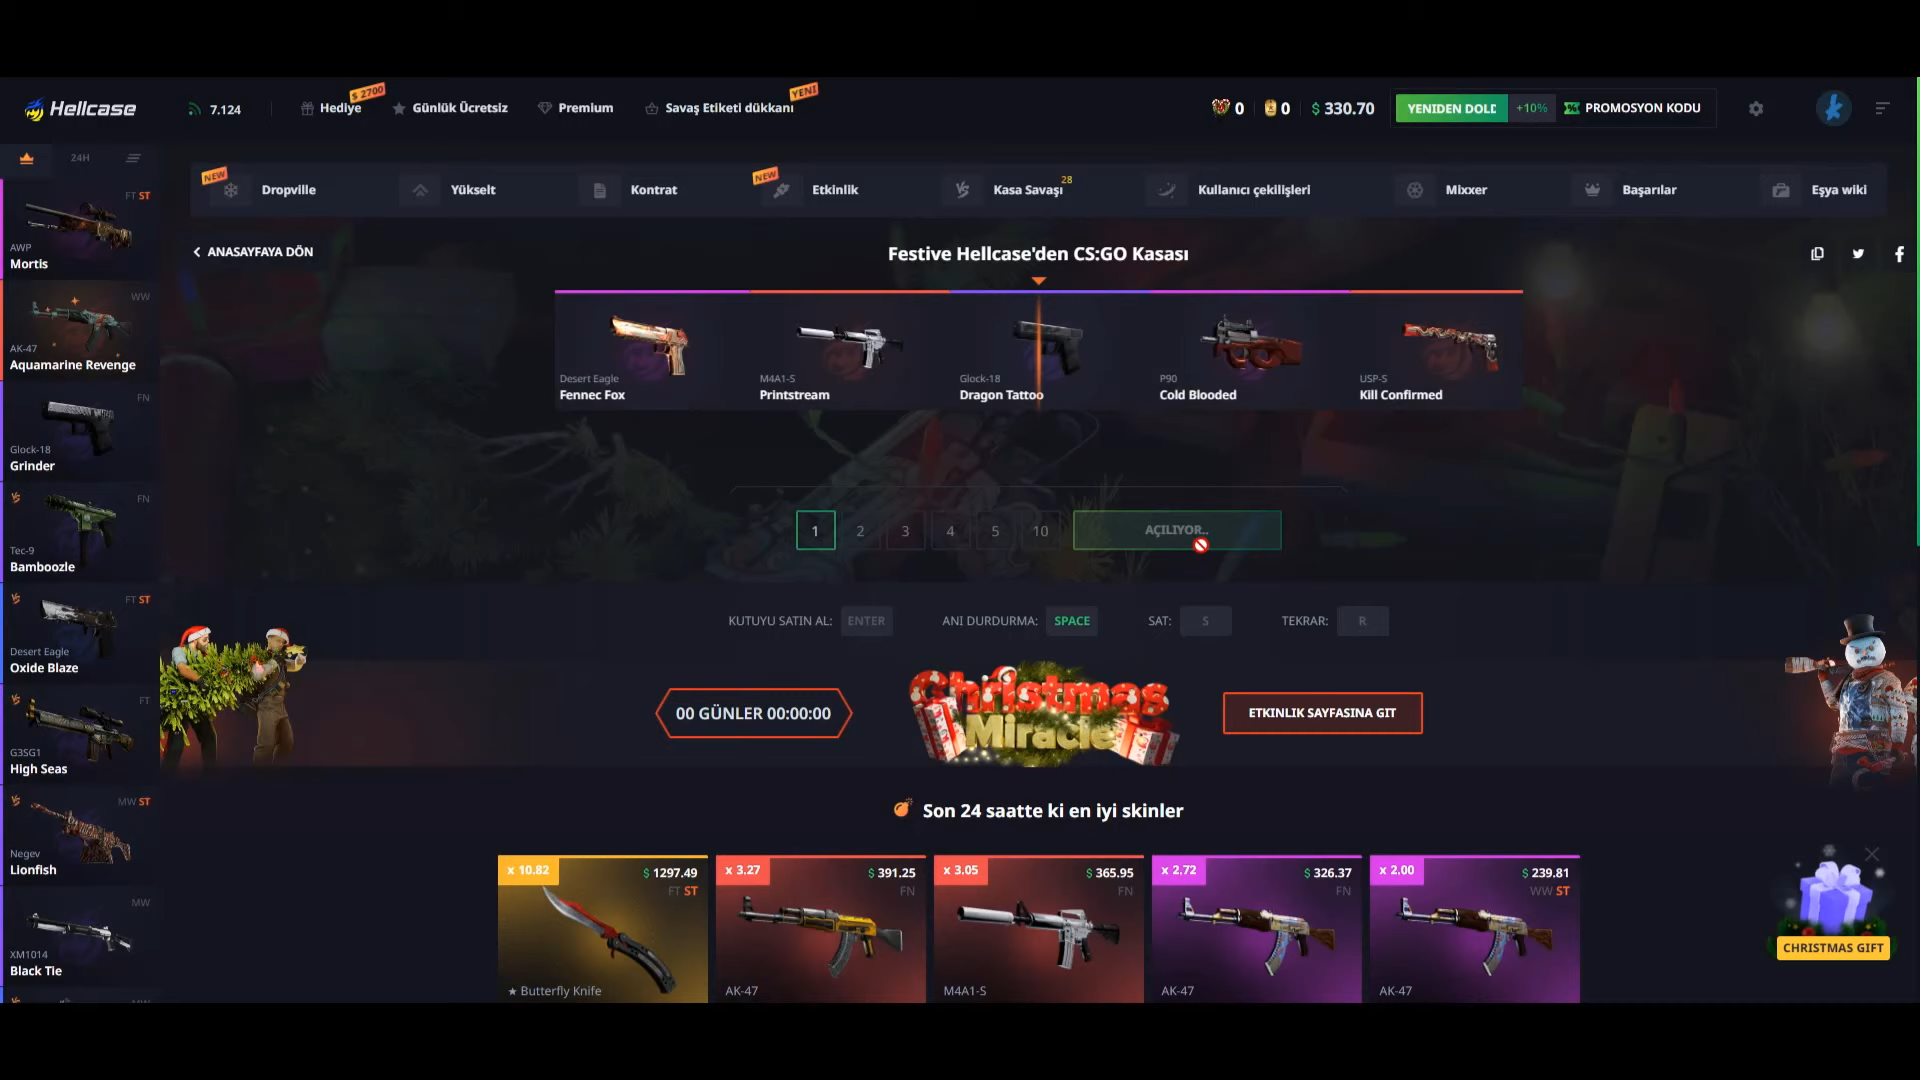 Hellcase
7.124
Hediye
$ 2700
Günlük Ücretsiz
Premium
Savaş Etiketi dükkanı
YENİ
0
0
$ 330.70
YENİDEN DOLD
+10%
PROMOSYON KODU
24H
NEW
Dropville
Yükselt
Kontrat
NEW
Etkinlik
Kasa Savaşı
28
Kullanıcı çekilişleri
Mixxer
Başarılar
Eşya wiki
ANASAYFAYA DÖN
Festive Hellcase'den CS:GO Kasası
FT ST
AWP
Mortis
WW
AK-47
Aquamarine Revenge
FN
Glock-18
Grinder
FN
Tec-9
Bamboozle
FT ST
Desert Eagle
Oxide Blaze
FT
G3SG1
High Seas
MW ST
Negev
Lionfish
MW
XM1014
Black Tie
Desert Eagle
Fennec Fox
M4A1-S
Printstream
Glock-18
Dragon Tattoo
P90
Cold Blooded
USP-S
Kill Confirmed
1 2 3 4 5 10
AÇILIYOR..
KUTUYU SATIN AL: ENTER
ANI DURDURMA: SPACE
SAT: S
TEKRAR: R
00 GÜNLER 00:00:00
Christmas
Miracle
ETKINLIK SAYFASINA GIT
Son 24 saatte ki en iyi skinler
x 10.82
$ 1297.49
FT ST
★ Butterfly Knife
x 3.27
$ 391.25
FN
AK-47
x 3.05
$ 365.95
FN
M4A1-S
x 2.72
$ 326.37
FN
AK-47
x 2.00
$ 239.81
WW ST
AK-47
CHRISTMAS GIFT